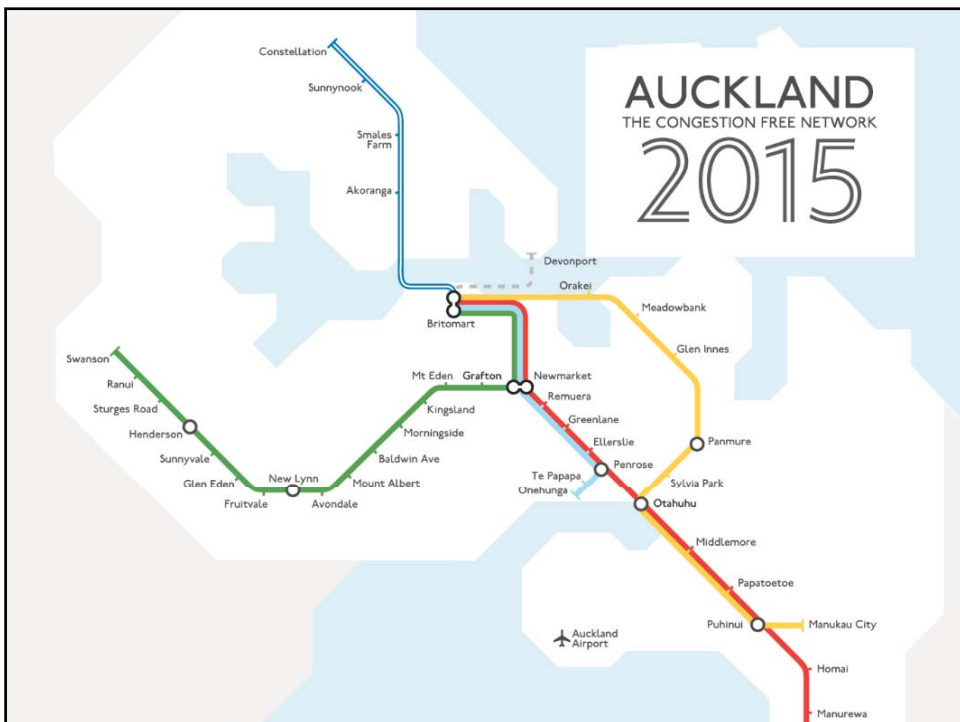 AUCKLAND
THE CONGESTION FREE NETWORK
2015
Constellation
Sunnynook
Smales
Farm
Akoranga
Devonport
Orakei
Meadowbank
Glen Innes
Britomart
Swanson
Ranui
Sturges Road
Henderson
Sunnyvale
Glen Eden
Fruitvale
New Lynn
Avondale
Mount Albert
Baldwin Ave
Morningside
Kingsland
Mt Eden
Grafton
Newmarket
Remuera
Greenlane
Ellerslie
Penrose
Te Papapa
Onehunga
Panmure
Sylvia Park
Otahuhu
Middlemore
Papatoetoe
Puhinui
Manukau City
Auckland
Airport
Homai
Manurewa